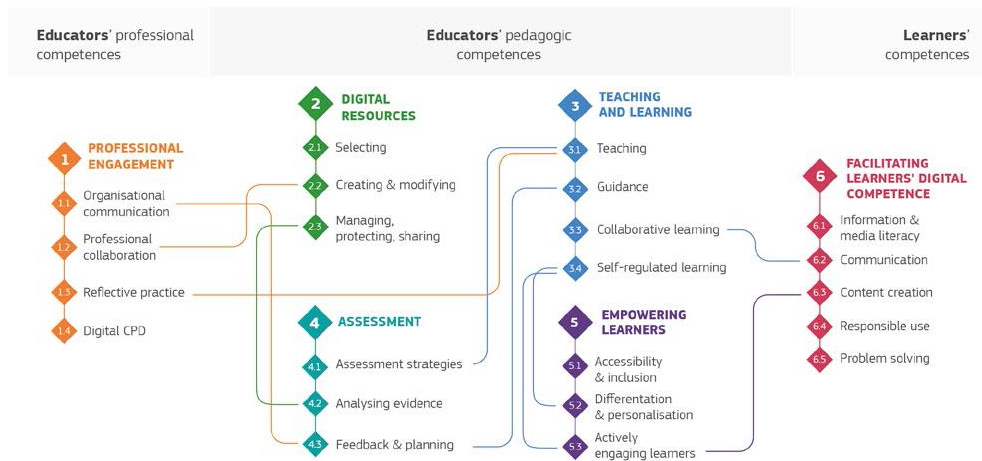 Educators' professional
competences
Educators' pedagogic
competences
Learners'
competences
1
PROFESSIONAL
ENGAGEMENT
1.1
Organisational
communication
1.2
Professional
collaboration
1.3
Reflective practice
1.4
Digital CPD
2
DIGITAL
RESOURCES
2.1
Selecting
2.2
Creating & modifying
2.3
Managing,
protecting, sharing
3
TEACHING
AND LEARNING
3.1
Teaching
3.2
Guidance
3.3
Collaborative learning
3.4
Self-regulated learning
4
ASSESSMENT
4.1
Assessment strategies
4.2
Analysing evidence
4.3
Feedback & planning
5
EMPOWERING
LEARNERS
5.1
Accessibility
& inclusion
5.2
Differentation
& personalisation
5.3
Actively
engaging learners
6
FACILITATING
LEARNERS' DIGITAL
COMPETENCE
6.1
Information &
media literacy
6.2
Communication
6.3
Content creation
6.4
Responsible use
6.5
Problem solving